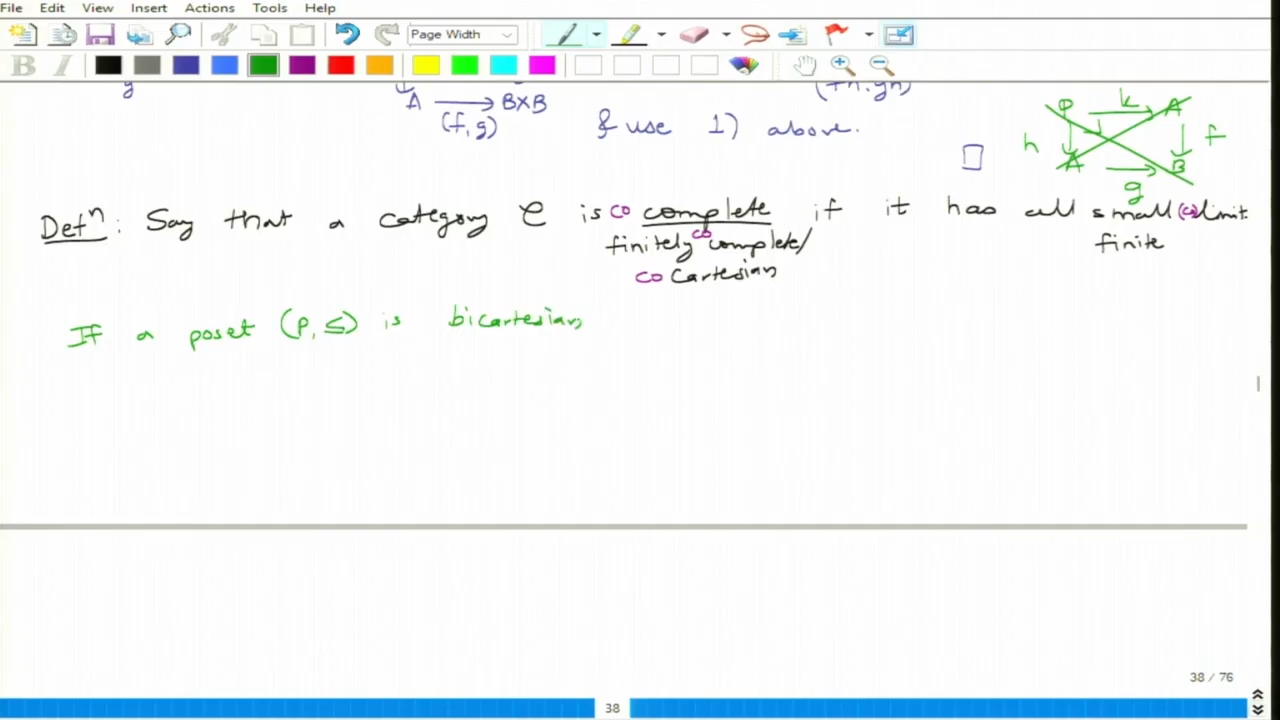 File Edit View Insert Actions Tools Help
Page Width
B I
y
A → B×B
(f,g)
(fh, gh)
& use 1) above.
P k A
h f
A B
g
Defⁿ: Say that a category C is co complete if it has all small (co)limit
finitely co complete/ finite
co Cartesian
If a poset (P, ≤) is bicartesian,
38 / 76
38